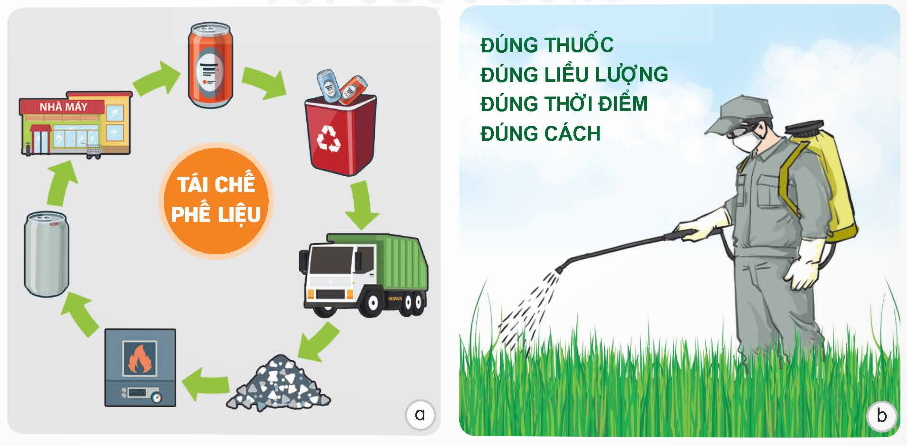 NHÀ MÁY
TÁI CHẾ
PHẾ LIỆU
a
ĐÚNG THUỐC
ĐÚNG LIỀU LƯỢNG
ĐÚNG THỜI ĐIỂM
ĐÚNG CÁCH
b